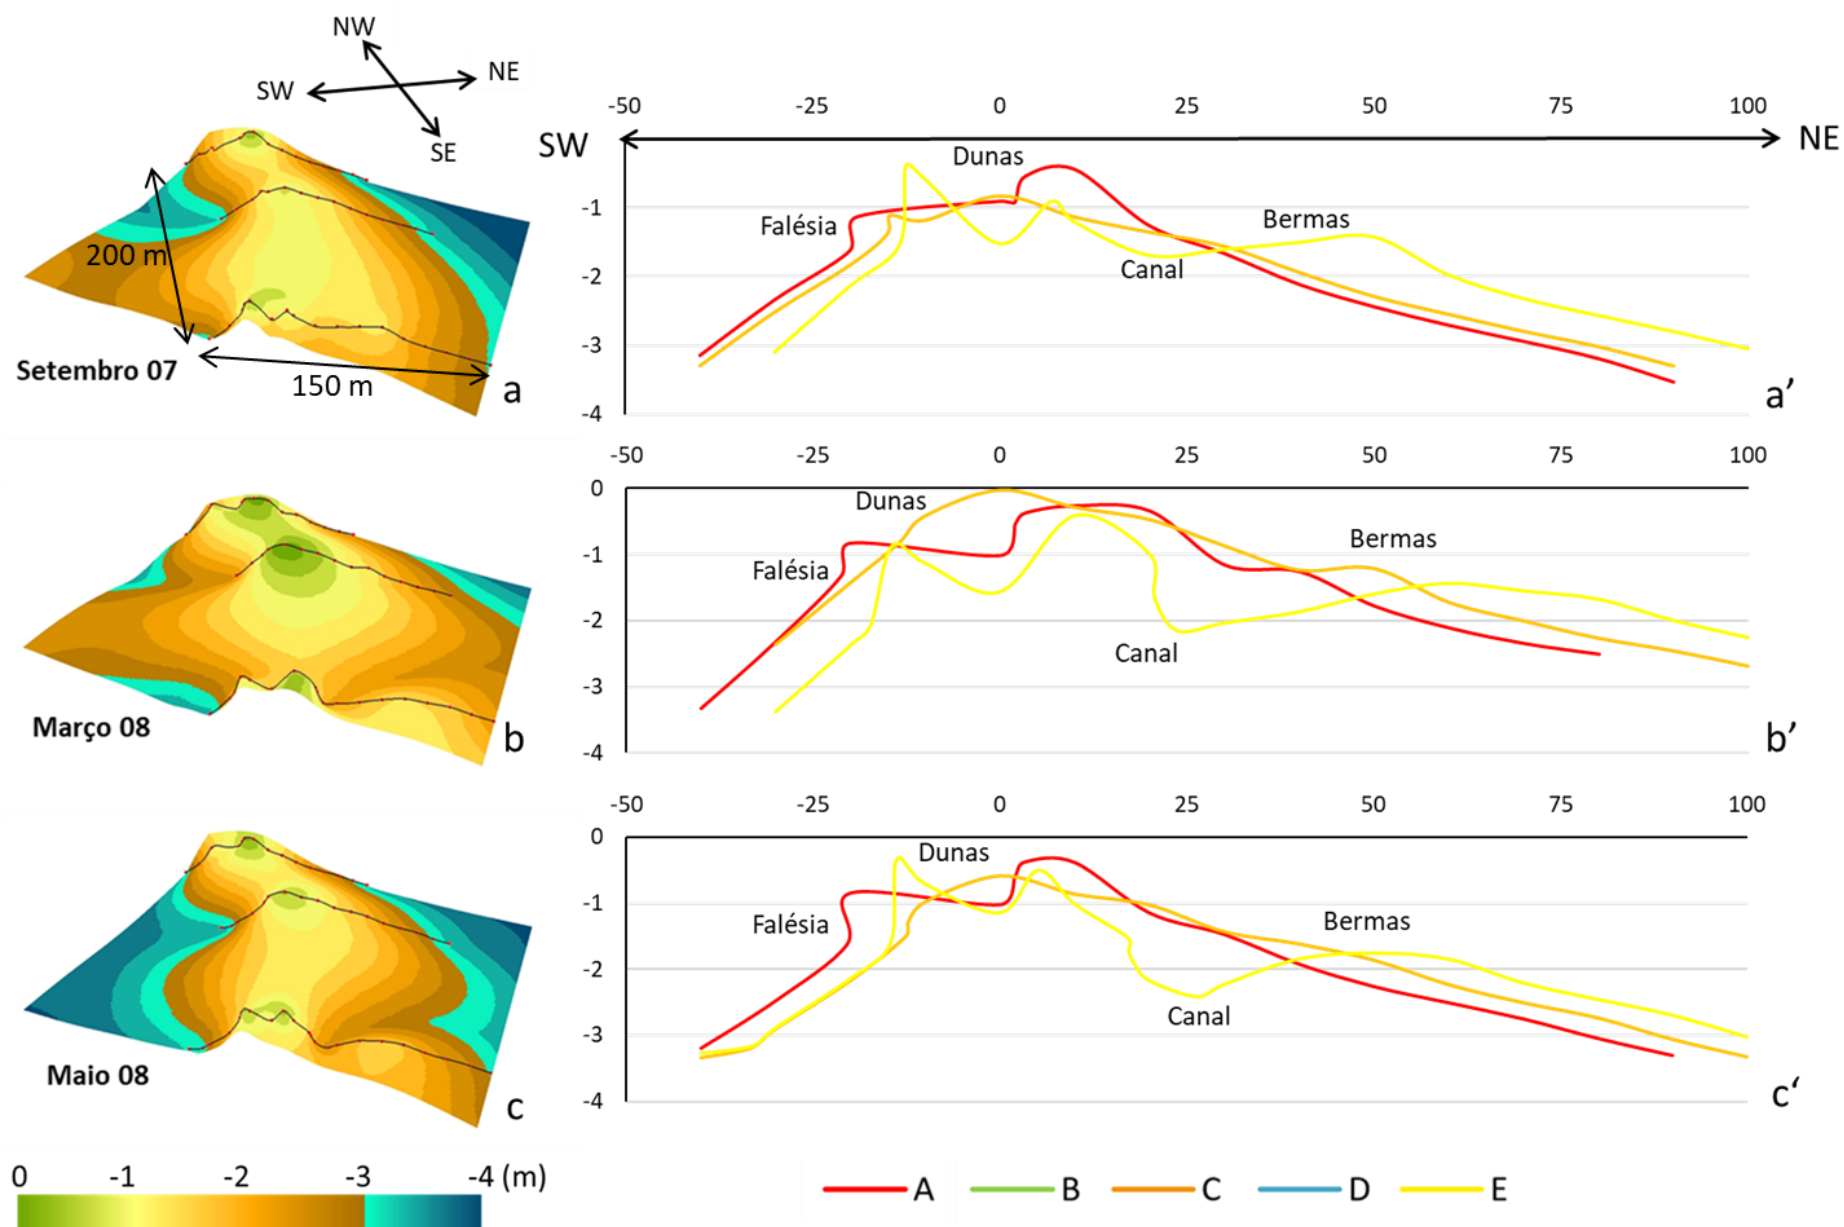 NW
SW
NE
SE
200 m
150 m
Setembro 07
a
-50 -25 0 25 50 75 100
SW
NE
Dunas
Falésia
Bermas
Canal
-1
-2
-3
-4
a’
Março 08
b
-50 -25 0 25 50 75 100
0
Dunas
Bermas
-1
Falésia
-2
Canal
-3
-4
b’
Maio 08
c
-50 -25 0 25 50 75 100
0
Dunas
-1
Falésia
Bermas
-2
Canal
-3
-4
c‘
0 -1 -2 -3 -4 (m)
A B C D E